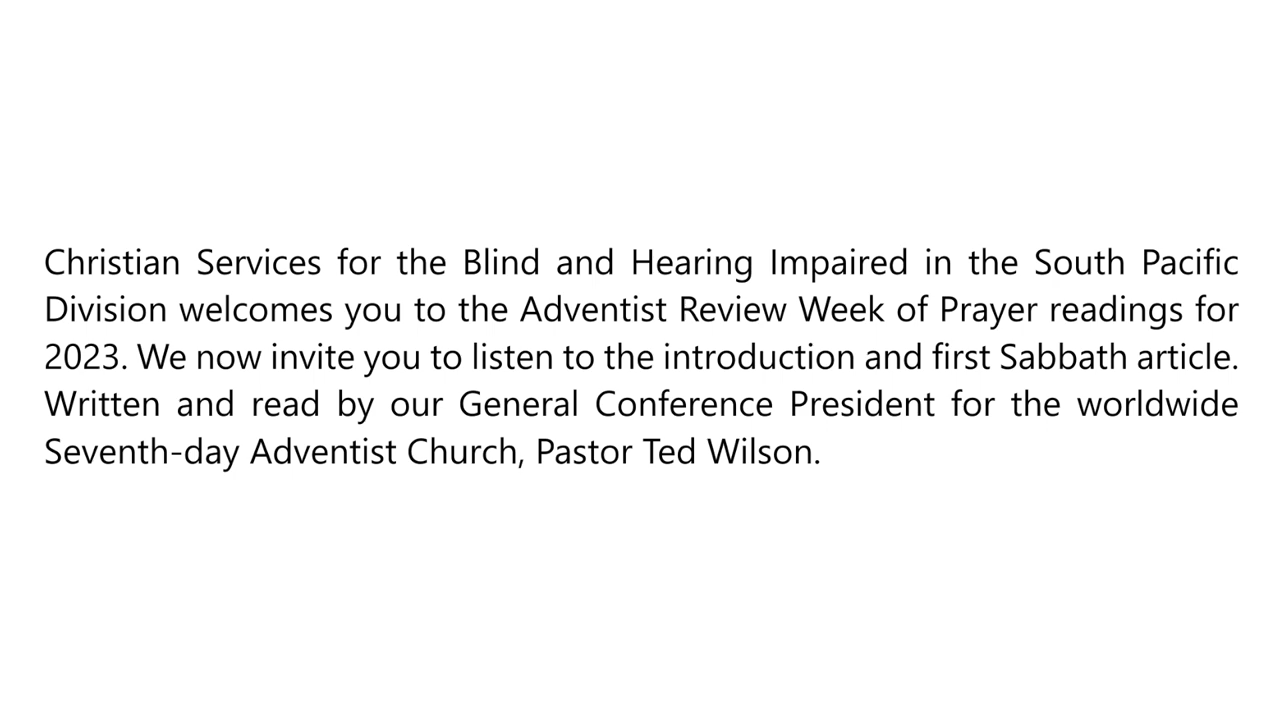 Christian Services for the Blind and Hearing Impaired in the South Pacific
Division welcomes you to the Adventist Review Week of Prayer readings for
2023. We now invite you to listen to the introduction and first Sabbath article.
Written and read by our General Conference President for the worldwide
Seventh-day Adventist Church, Pastor Ted Wilson.